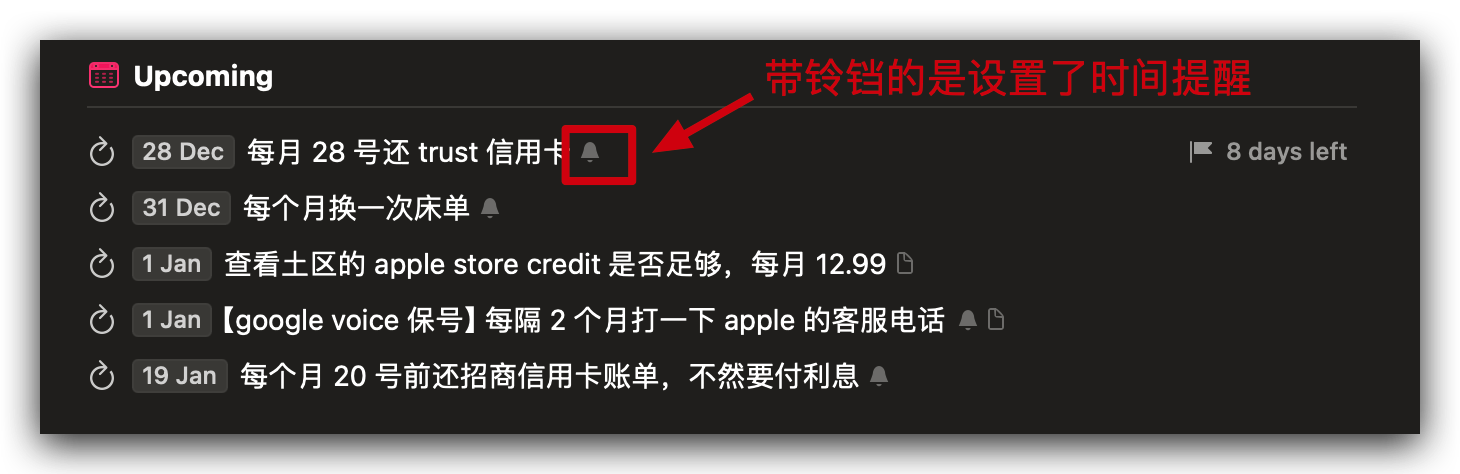 Upcoming
带铃铛的是设置了时间提醒
28 Dec 每月 28 号还 trust 信用卡
8 days left
31 Dec 每个月换一次床单
1 Jan 查看土区的 apple store credit 是否足够，每月 12.99
1 Jan 【google voice 保号】每隔 2 个月打一下 apple 的客服电话
19 Jan 每个月 20 号前还招商信用卡账单，不然要付利息